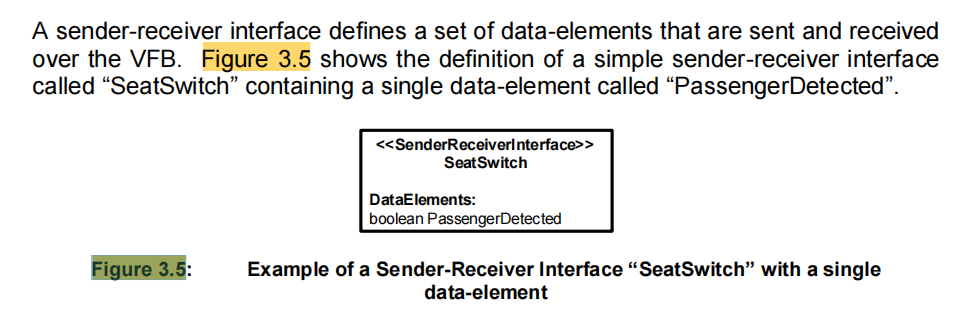 A sender-receiver interface defines a set of data-elements that are sent and received
over the VFB. Figure 3.5 shows the definition of a simple sender-receiver interface
called “SeatSwitch” containing a single data-element called “PassengerDetected”.
<<SenderReceiverInterface>>
SeatSwitch
DataElements:
boolean PassengerDetected
Figure 3.5: Example of a Sender-Receiver Interface “SeatSwitch” with a single
data-element